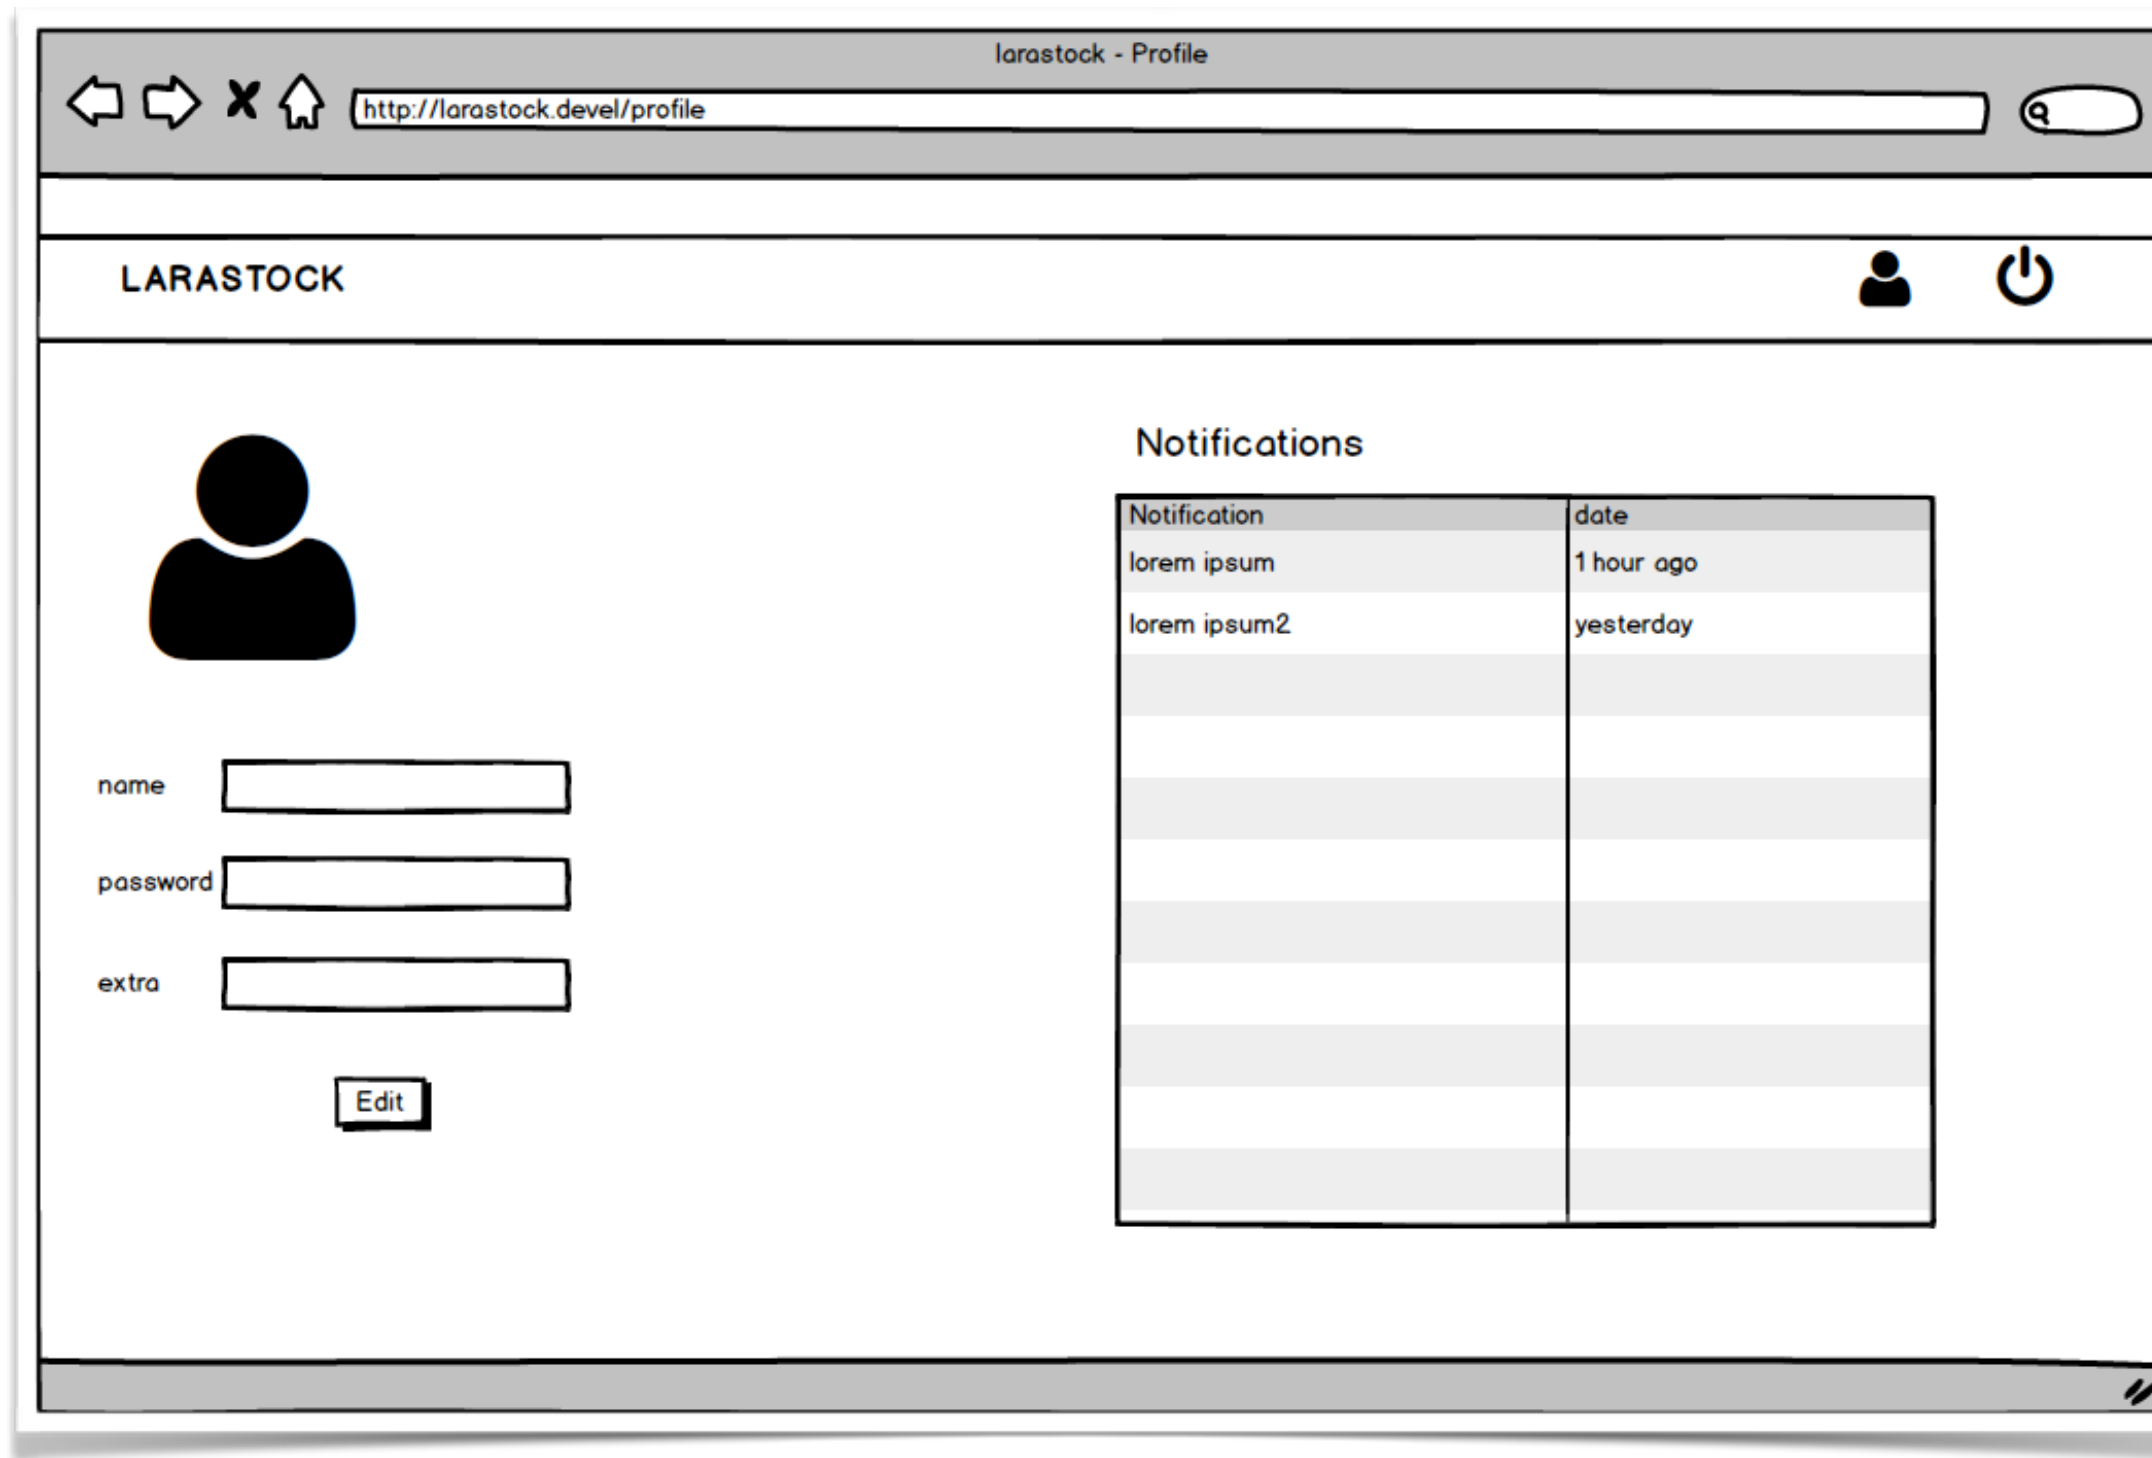 larastock - Profile
http://larastock.devel/profile
LARASTOCK
Notifications
Notification date
lorem ipsum 1 hour ago
lorem ipsum2 yesterday
name
password
extra
Edit